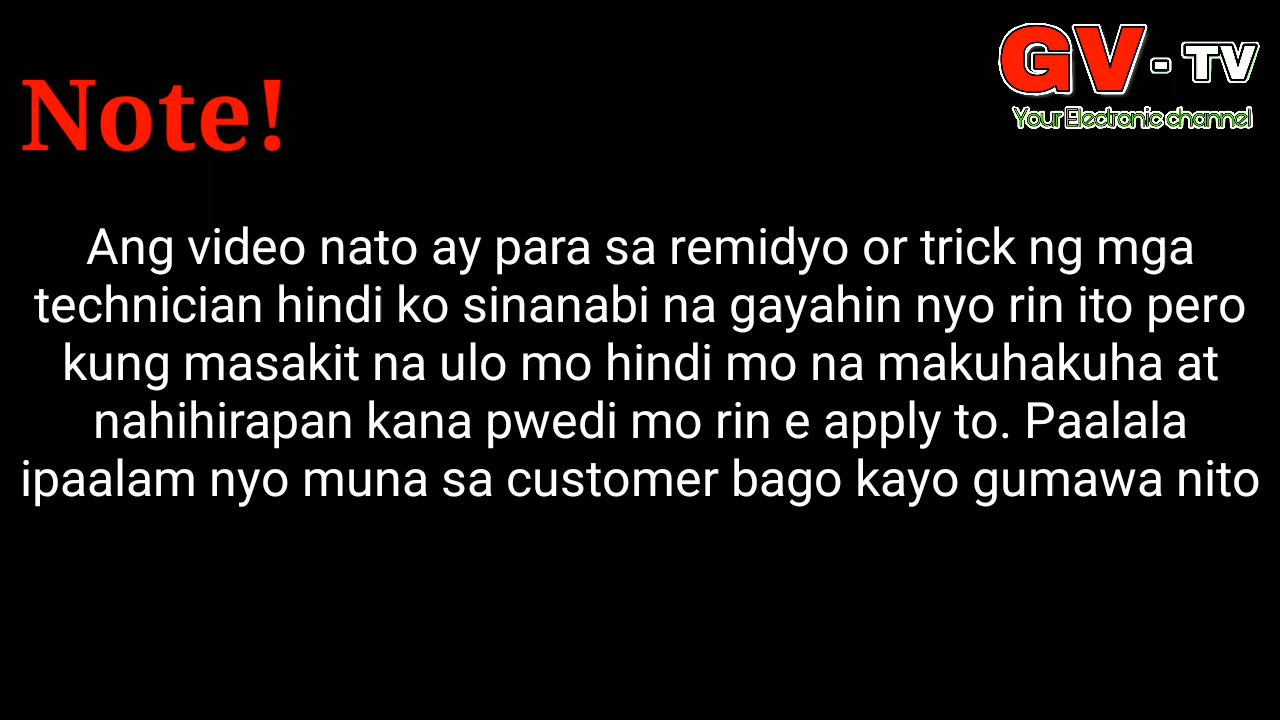 GV - TV
Your Electronic channel
Note!
Ang video nato ay para sa remidyo or trick ng mga
technician hindi ko sinanabi na gayahin nyo rin ito pero
kung masakit na ulo mo hindi mo na makuhakuha at
nahihirapan kana pwedi mo rin e apply to. Paalala
ipaalam nyo muna sa customer bago kayo gumawa nito